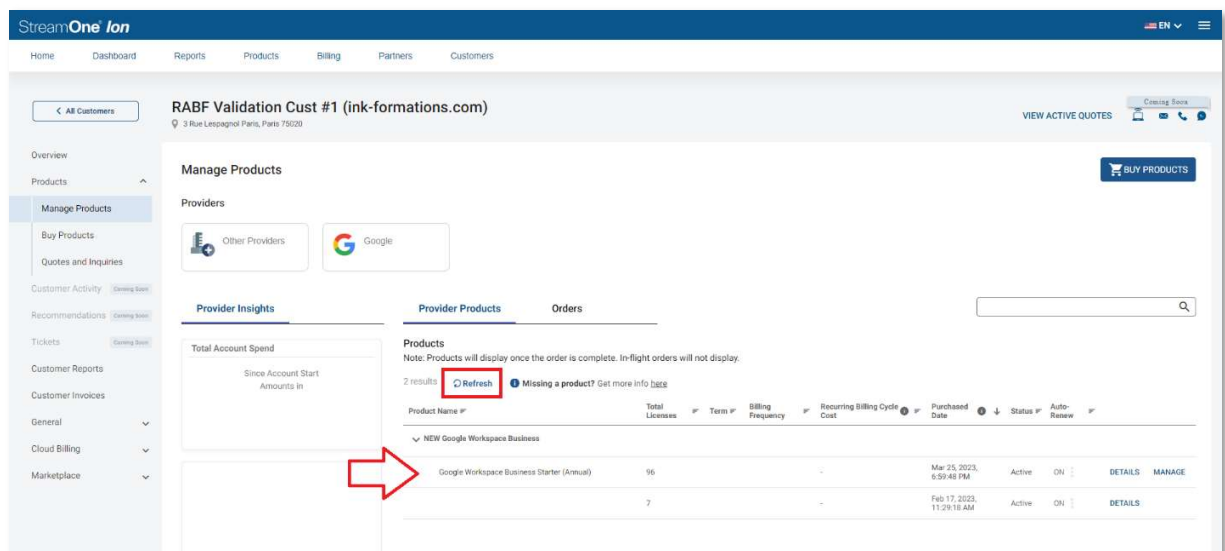 StreamOne Ion
EN
Home Dashboard Reports Products Billing Partners Customers
All Customers
RABF Validation Cust #1 (ink-formations.com)
3 Rue Lespagnol Paris, Paris 75020
VIEW ACTIVE QUOTES
Coming Soon
Overview
Products
Manage Products
Buy Products
Quotes and Inquiries
Customer Activity Coming Soon
Recommendations Coming Soon
Tickets Coming Soon
Customer Reports
Customer Invoices
General
Cloud Billing
Marketplace
Manage Products
BUY PRODUCTS
Providers
Other Providers
Google
Provider Insights
Total Account Spend
Since Account Start
Amounts in
Provider Products Orders
Products
Note: Products will display once the order is complete. In-flight orders will not display.
2 results Refresh Missing a product? Get more info here
Product Name Total Licenses Term Billing Frequency Recurring Billing Cycle Cost Purchased Date Status Auto-Renew
NEW Google Workspace Business
Google Workspace Business Starter (Annual) 96 - Mar 25, 2023, 6:59:48 PM Active ON DETAILS MANAGE
7 - Feb 17, 2023, 11:29:18 AM Active ON DETAILS